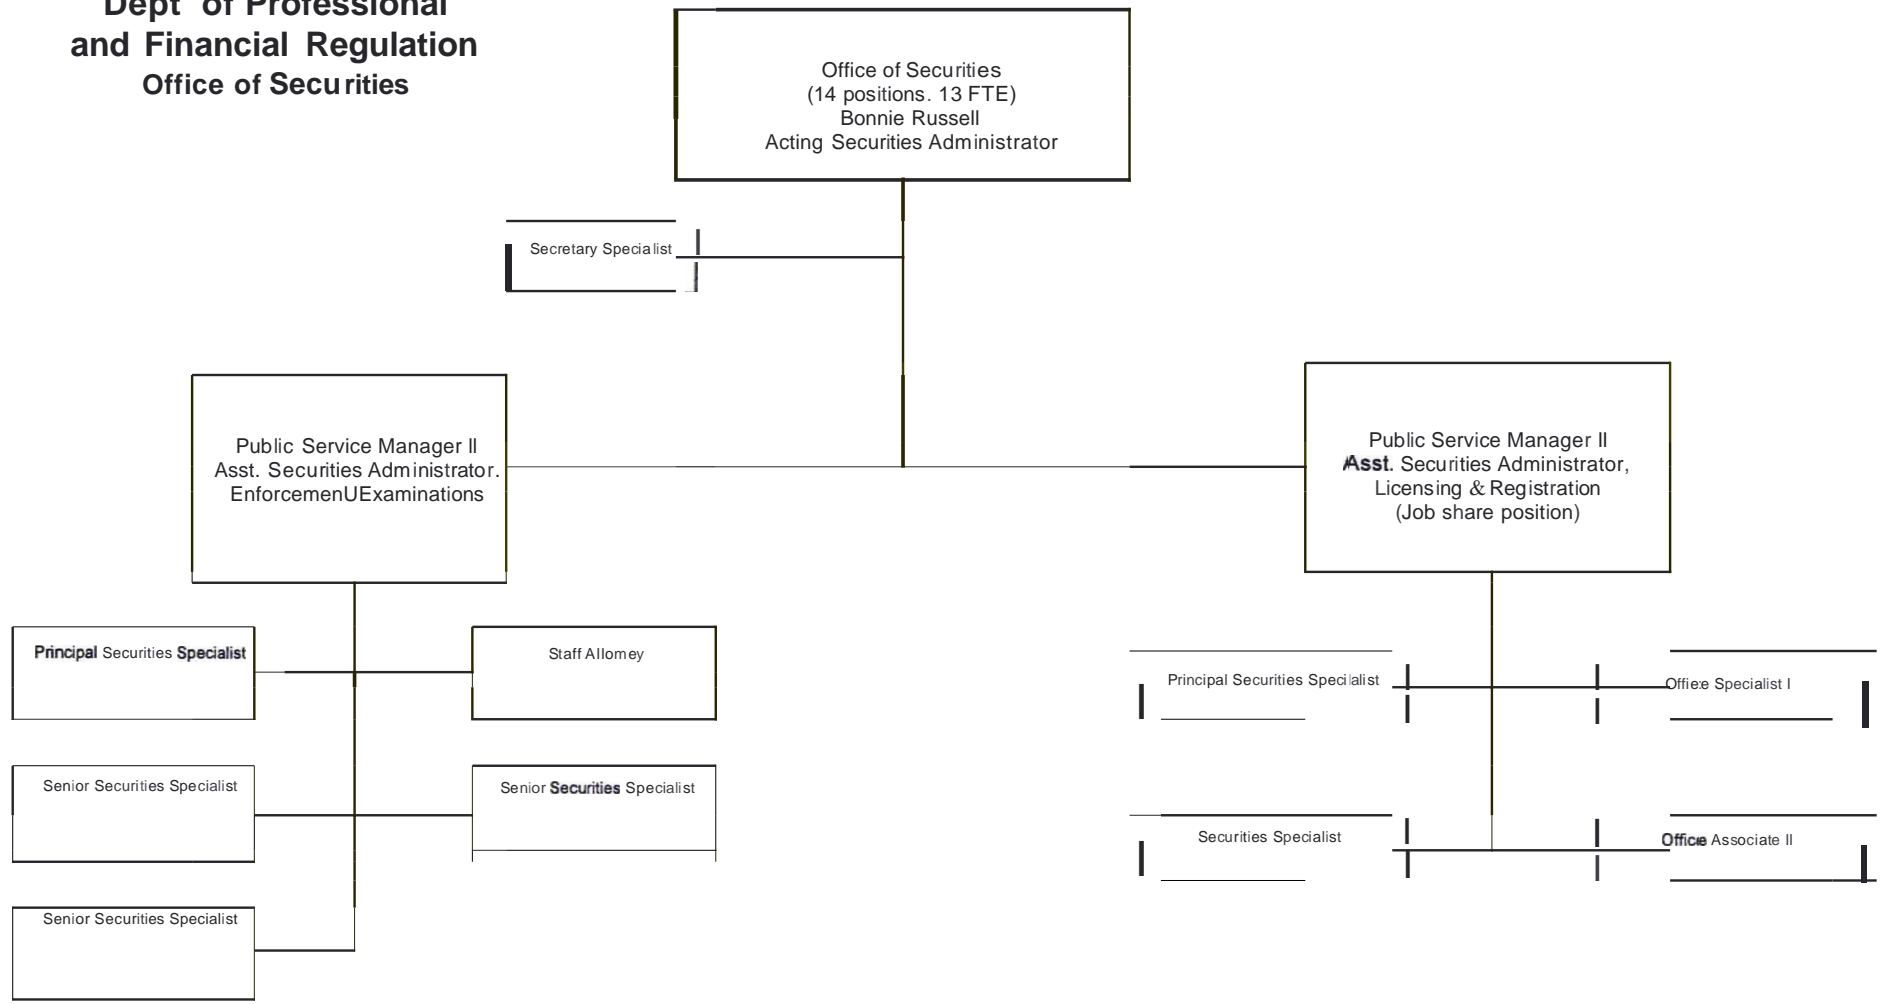 Dept of Professional
and Financial Regulation
Office of Securities
Office of Securities
(14 positions. 13 FTE)
Bonnie Russell
Acting Securities Administrator
Secretary Specialist
Public Service Manager II
Asst. Securities Administrator.
EnforcemenUExaminations
Public Service Manager II
Asst. Securities Administrator,
Licensing & Registration
(Job share position)
Principal Securities Specialist
Staff Allomey
Principal Securities Specialist
Office Specialist I
Senior Securities Specialist
Senior Securities Specialist
Securities Specialist
Office Associate II
Senior Securities Specialist